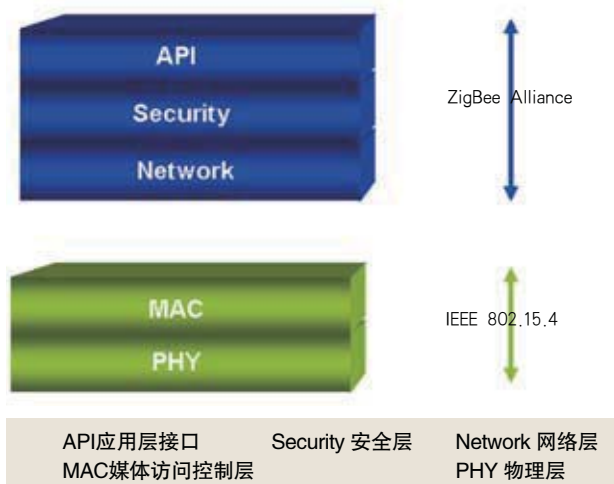 API
Security
Network
ZigBee Alliance
MAC
PHY
IEEE 802.15.4
API应用层接口 Security 安全层 Network 网络层
MAC媒体访问控制层 PHY 物理层